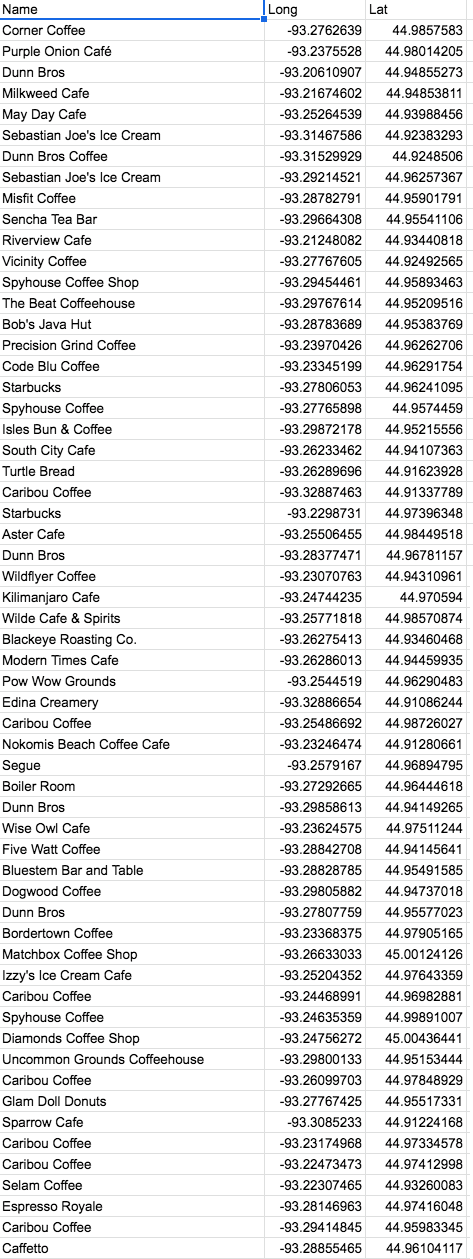 Name Long Lat
Corner Coffee -93.2762639 44.9857583
Purple Onion Café -93.2375528 44.98014205
Dunn Bros -93.20610907 44.94855273
Milkweed Cafe -93.21674602 44.94853811
May Day Cafe -93.25264539 44.93988456
Sebastian Joe's Ice Cream -93.31467586 44.92383293
Dunn Bros Coffee -93.31529929 44.9248506
Sebastian Joe's Ice Cream -93.29214521 44.96257367
Misfit Coffee -93.28782791 44.95901791
Sencha Tea Bar -93.29664308 44.95541106
Riverview Cafe -93.21248082 44.93440818
Vicinity Coffee -93.27767605 44.92492565
Spyhouse Coffee Shop -93.29454461 44.95893463
The Beat Coffeehouse -93.29767614 44.95209516
Bob's Java Hut -93.28783689 44.95383769
Precision Grind Coffee -93.23970426 44.96262706
Code Blu Coffee -93.23345199 44.96291754
Starbucks -93.27806053 44.96241095
Spyhouse Coffee -93.27765898 44.9574459
Isles Bun & Coffee -93.29872178 44.95215556
South City Cafe -93.26233462 44.94107363
Turtle Bread -93.26289696 44.91623928
Caribou Coffee -93.32887463 44.91337789
Starbucks -93.2298731 44.97396348
Aster Cafe -93.25506455 44.98449518
Dunn Bros -93.28377471 44.96781157
Wildflyer Coffee -93.23070763 44.94310961
Kilimanjaro Cafe -93.24744235 44.970594
Wilde Cafe & Spirits -93.25771818 44.98570874
Blackeye Roasting Co. -93.26275413 44.93460468
Modern Times Cafe -93.26286013 44.94459935
Pow Wow Grounds -93.2544519 44.96290483
Edina Creamery -93.32886654 44.91086244
Caribou Coffee -93.25486692 44.98726027
Nokomis Beach Coffee Cafe -93.23246474 44.91280661
Segue -93.2579167 44.96894795
Boiler Room -93.27292665 44.96444618
Dunn Bros -93.29858613 44.94149265
Wise Owl Cafe -93.23624575 44.97511244
Five Watt Coffee -93.28842708 44.94145641
Bluestem Bar and Table -93.28828785 44.95491585
Dogwood Coffee -93.29805882 44.94737018
Dunn Bros -93.27807759 44.95577023
Bordertown Coffee -93.23368375 44.97905165
Matchbox Coffee Shop -93.26633033 45.00124126
Izzy's Ice Cream Cafe -93.25204352 44.97643359
Caribou Coffee -93.24468991 44.96982881
Spyhouse Coffee -93.24635359 44.99891007
Diamonds Coffee Shop -93.24756272 45.00436441
Uncommon Grounds Coffeehouse -93.29800133 44.95153444
Caribou Coffee -93.26099703 44.97848929
Glam Doll Donuts -93.27767425 44.95517331
Sparrow Cafe -93.3085233 44.91224168
Caribou Coffee -93.23174968 44.97334578
Caribou Coffee -93.22473473 44.97412998
Selam Coffee -93.22307465 44.93260083
Espresso Royale -93.28146963 44.97416048
Caribou Coffee -93.29414845 44.95983345
Caffetto -93.28855465 44.96104117